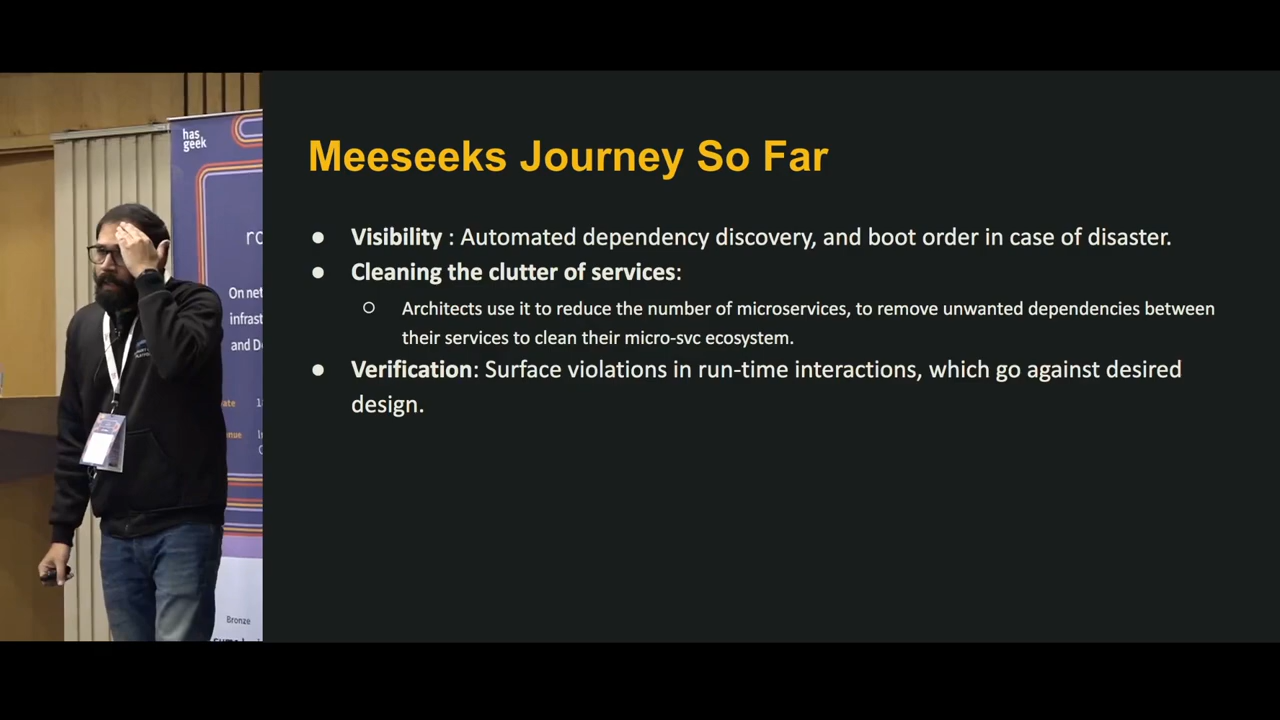 has
geek
On net
infrast
and D
Bronze
Meeseeks Journey So Far
● Visibility : Automated dependency discovery, and boot order in case of disaster.
● Cleaning the clutter of services:
○ Architects use it to reduce the number of microservices, to remove unwanted dependencies between
their services to clean their micro-svc ecosystem.
● Verification: Surface violations in run-time interactions, which go against desired
design.